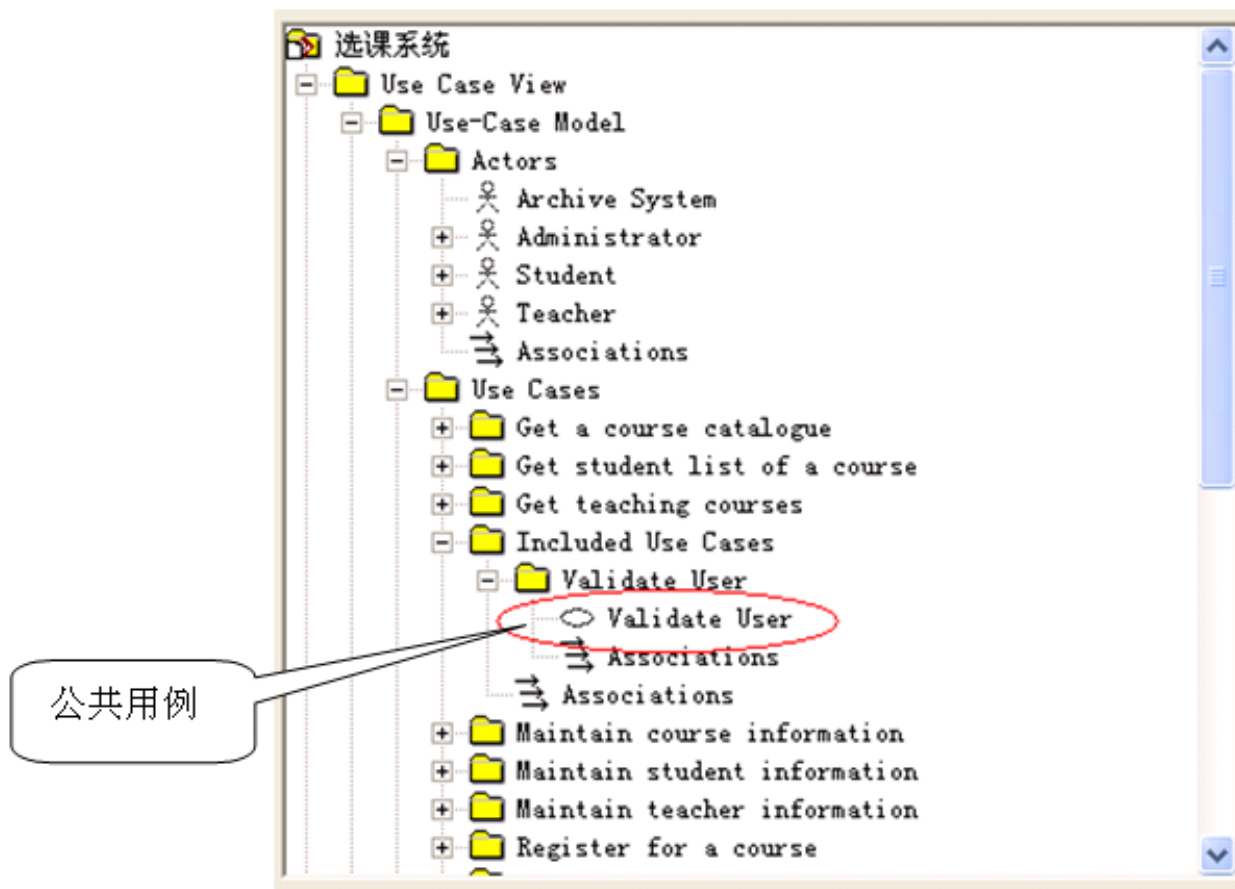 选课系统
Use Case View
Use-Case Model
Actors
Archive System
Administrator
Student
Teacher
Associations
Use Cases
Get a course catalogue
Get student list of a course
Get teaching courses
Included Use Cases
Validate User
Validate User
Associations
Associations
公共用例
Maintain course information
Maintain student information
Maintain teacher information
Register for a course